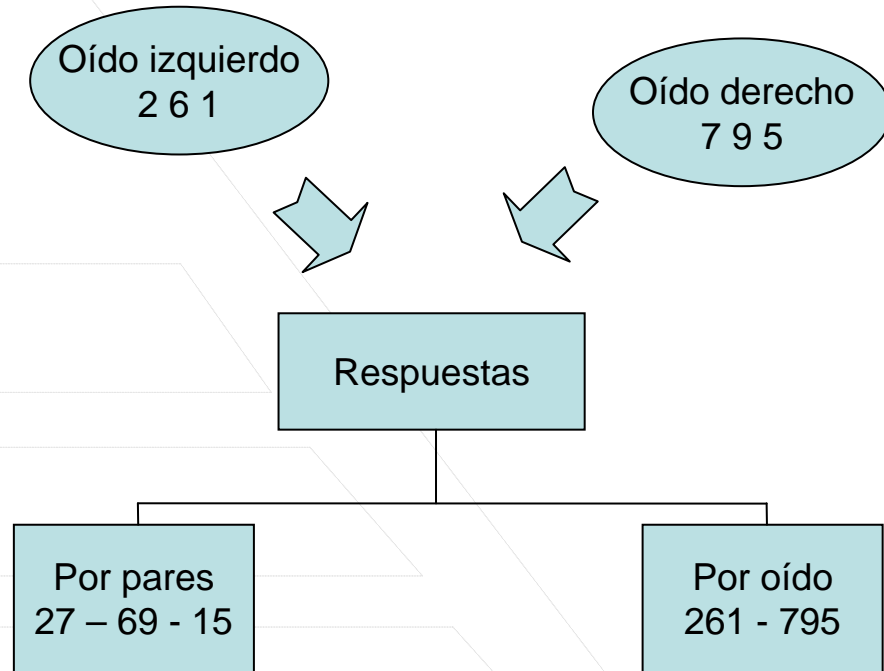 Oído izquierdo
2 6 1
Oído derecho
7 9 5
Respuestas
Por pares
27 – 69 - 15
Por oído
261 - 795